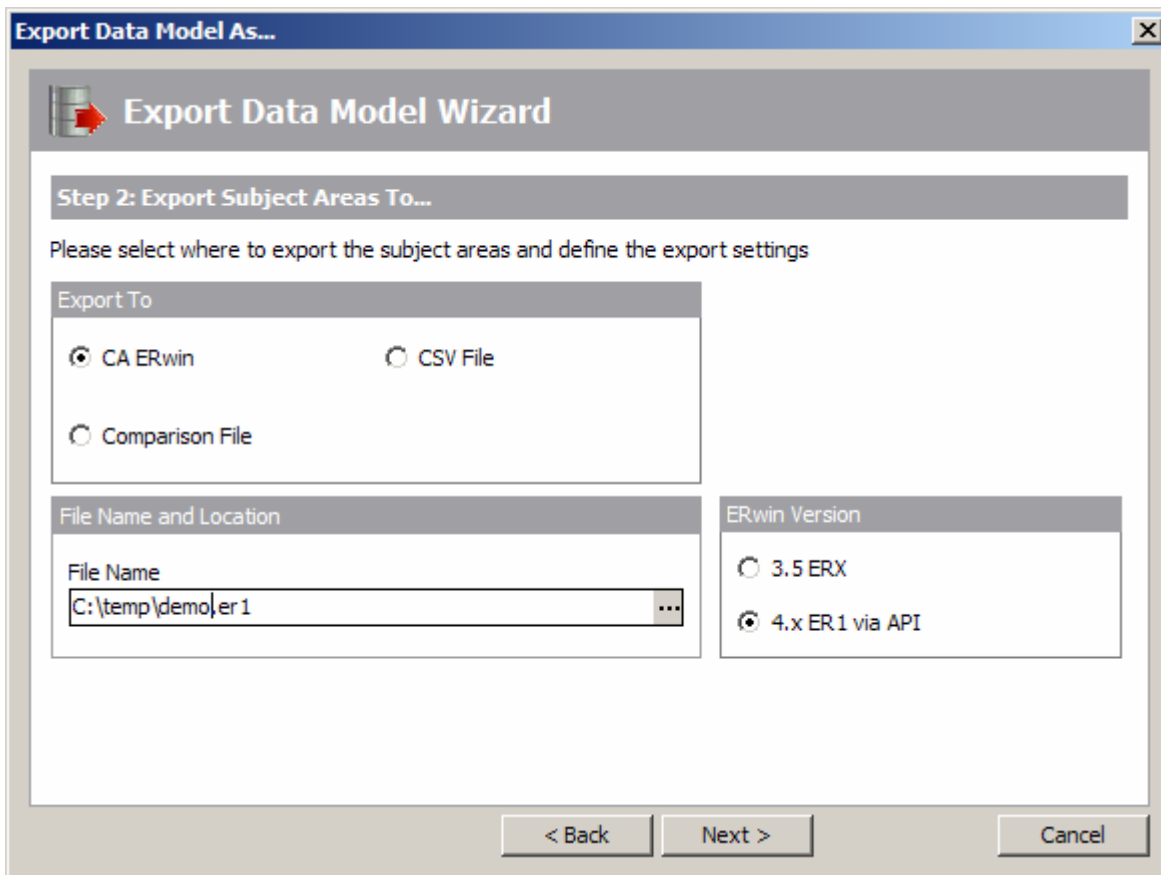 Export Data Model As...
Export Data Model Wizard
Step 2: Export Subject Areas To...
Please select where to export the subject areas and define the export settings
Export To
CA ERwin
CSV File
Comparison File
File Name and Location
File Name
C:\temp\demo.er1
ERwin Version
3.5 ERX
4.x ER1 via API
< Back
Next >
Cancel